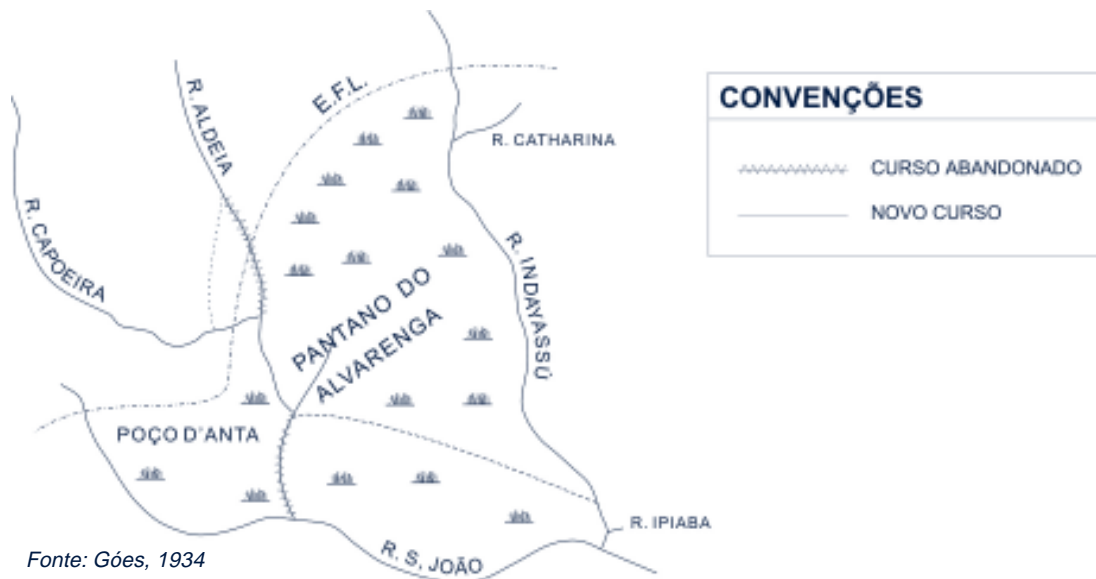 E.F.L.
R. ALDEIA
R. CATHARINA
R. CAPOEIRA
R. INDAYASSÚ
PANTANO DO
ALVARENGA
POÇO D'ANTA
R. IPIABA
R. S. JOÃO
Fonte: Góes, 1934
CONVENÇÕES
CURSO ABANDONADO
NOVO CURSO